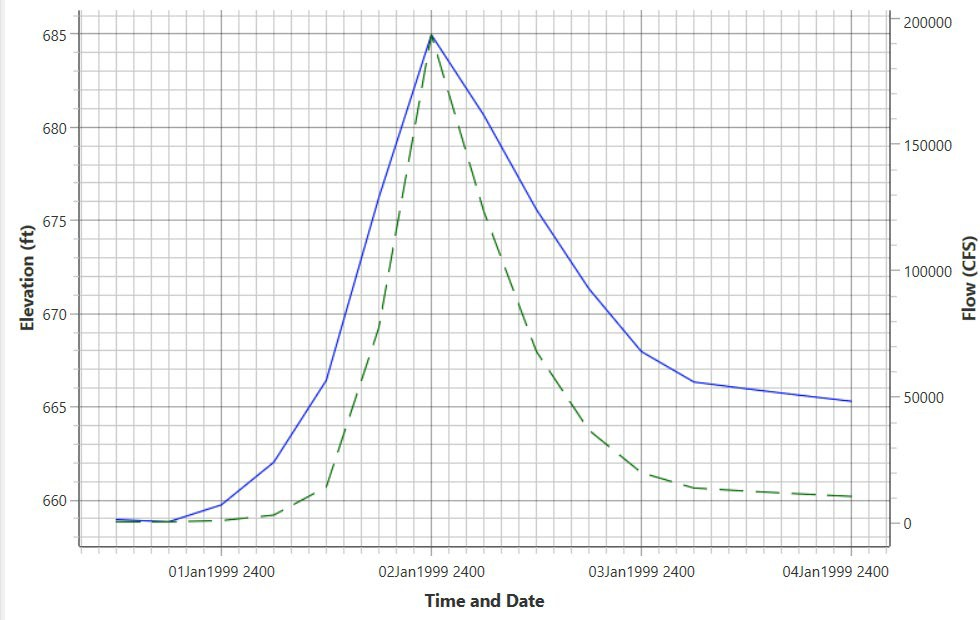 685
680
675
670
665
660
Elevation (ft)
200000
150000
100000
50000
0
Flow (CFS)
01Jan1999 2400
02Jan1999 2400
03Jan1999 2400
04Jan1999 2400
Time and Date